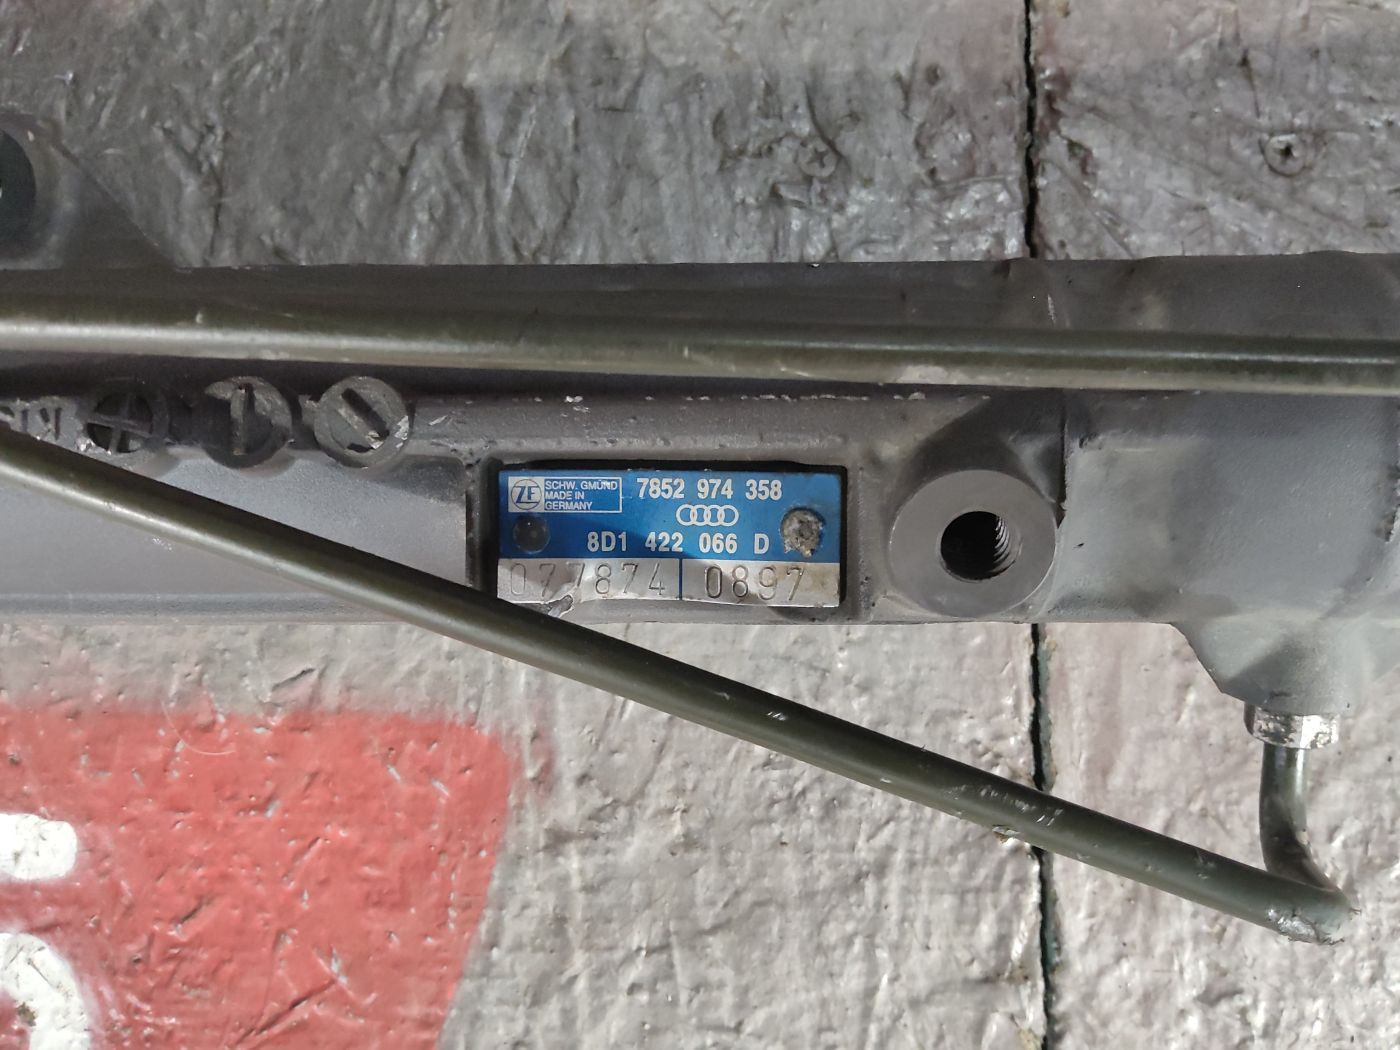 ZF
SCHW. GMÜND
MADE IN
GERMANY
7852 974 358
8D1 422 066 D
077874 0897